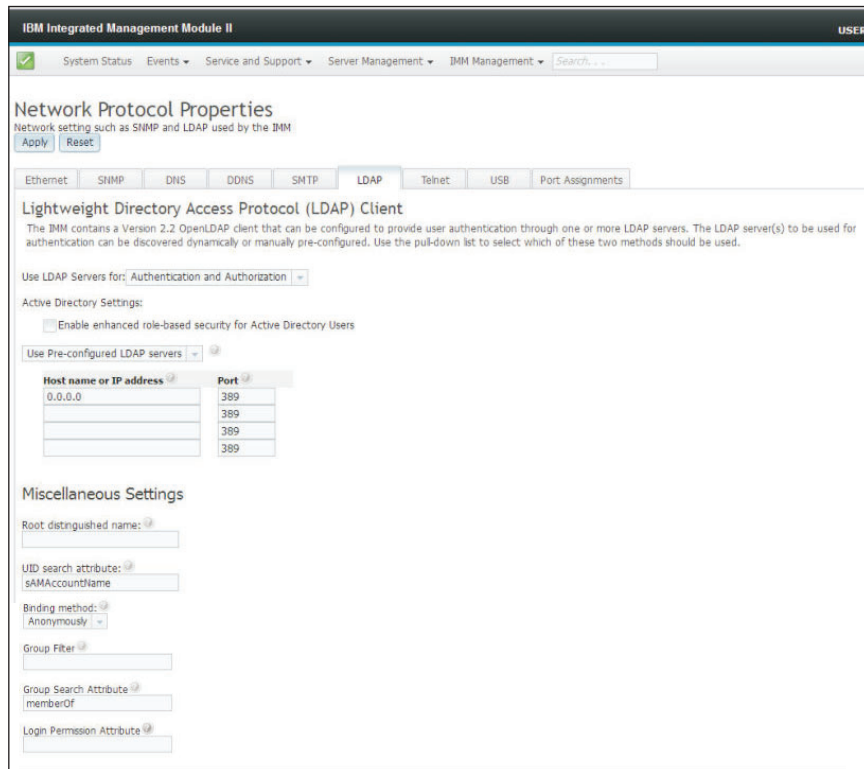 IBM Integrated Management Module II
USER
System Status Events Service and Support Server Management IMM Management Search...
Network Protocol Properties
Network setting such as SNMP and LDAP used by the IMM
Apply Reset
Ethernet SNMP DNS DDNS SMTP LDAP Telnet USB Port Assignments
Lightweight Directory Access Protocol (LDAP) Client
The IMM contains a Version 2.2 OpenLDAP client that can be configured to provide user authentication through one or more LDAP servers. The LDAP server(s) to be used for
authentication can be discovered dynamically or manually pre-configured. Use the pull-down list to select which of these two methods should be used.
Use LDAP Servers for: Authentication and Authorization
Active Directory Settings:
Enable enhanced role-based security for Active Directory Users
Use Pre-configured LDAP servers
Host name or IP address Port
0.0.0.0 389
389
389
389
Miscellaneous Settings
Root distinguished name:
UID search attribute:
sAMAccountName
Binding method:
Anonymously
Group Filter
Group Search Attribute
memberOf
Login Permission Attribute